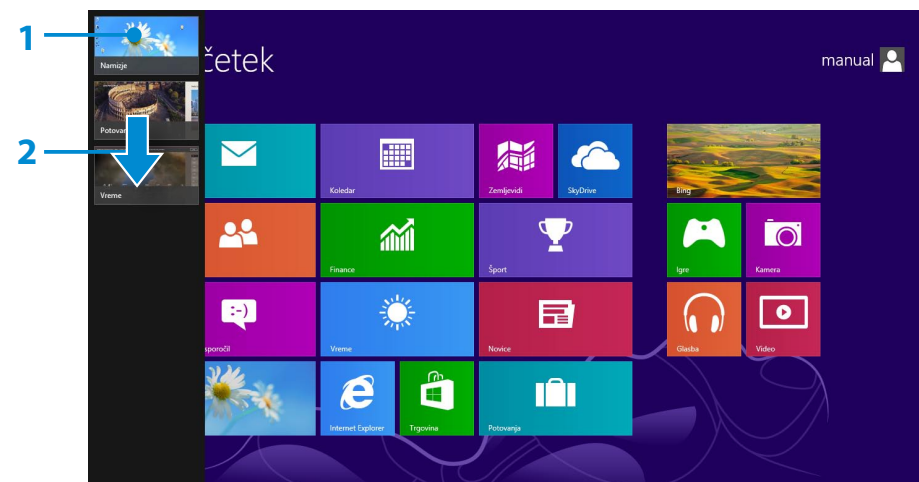 1
Namizje
četek
manual
Potovan
2
Vreme
Koledar
Zemljevidi
SkyDrive
Bing
Finance
Šport
Igre
Kamera
sporočil
:-)
Vreme
Novice
Glasba
Video
Internet Explorer
Trgovina
Potovanja